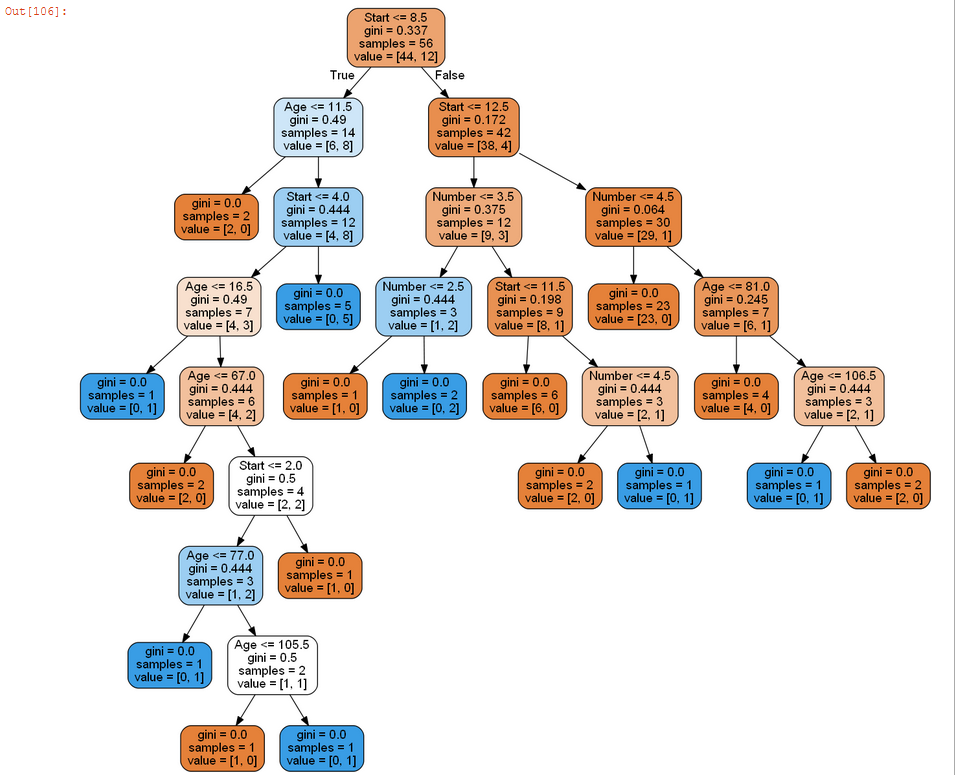 Out[106]:
Start <= 8.5
gini = 0.337
samples = 56
value = [44, 12]
True
False
Age <= 11.5
gini = 0.49
samples = 14
value = [6, 8]
Start <= 12.5
gini = 0.172
samples = 42
value = [38, 4]
gini = 0.0
samples = 2
value = [2, 0]
Start <= 4.0
gini = 0.444
samples = 12
value = [4, 8]
Number <= 3.5
gini = 0.375
samples = 12
value = [9, 3]
Number <= 4.5
gini = 0.064
samples = 30
value = [29, 1]
Age <= 16.5
gini = 0.49
samples = 7
value = [4, 3]
gini = 0.0
samples = 5
value = [0, 5]
Number <= 2.5
gini = 0.444
samples = 3
value = [1, 2]
Start <= 11.5
gini = 0.198
samples = 9
value = [8, 1]
gini = 0.0
samples = 23
value = [23, 0]
Age <= 81.0
gini = 0.245
samples = 7
value = [6, 1]
gini = 0.0
samples = 1
value = [0, 1]
Age <= 67.0
gini = 0.444
samples = 6
value = [4, 2]
gini = 0.0
samples = 1
value = [1, 0]
gini = 0.0
samples = 2
value = [0, 2]
gini = 0.0
samples = 6
value = [6, 0]
Number <= 4.5
gini = 0.444
samples = 3
value = [2, 1]
gini = 0.0
samples = 4
value = [4, 0]
Age <= 106.5
gini = 0.444
samples = 3
value = [2, 1]
gini = 0.0
samples = 2
value = [2, 0]
Start <= 2.0
gini = 0.5
samples = 4
value = [2, 2]
gini = 0.0
samples = 2
value = [2, 0]
gini = 0.0
samples = 1
value = [0, 1]
gini = 0.0
samples = 1
value = [0, 1]
gini = 0.0
samples = 2
value = [2, 0]
Age <= 77.0
gini = 0.444
samples = 3
value = [1, 2]
gini = 0.0
samples = 1
value = [1, 0]
gini = 0.0
samples = 1
value = [0, 1]
Age <= 105.5
gini = 0.5
samples = 2
value = [1, 1]
gini = 0.0
samples = 1
value = [1, 0]
gini = 0.0
samples = 1
value = [0, 1]